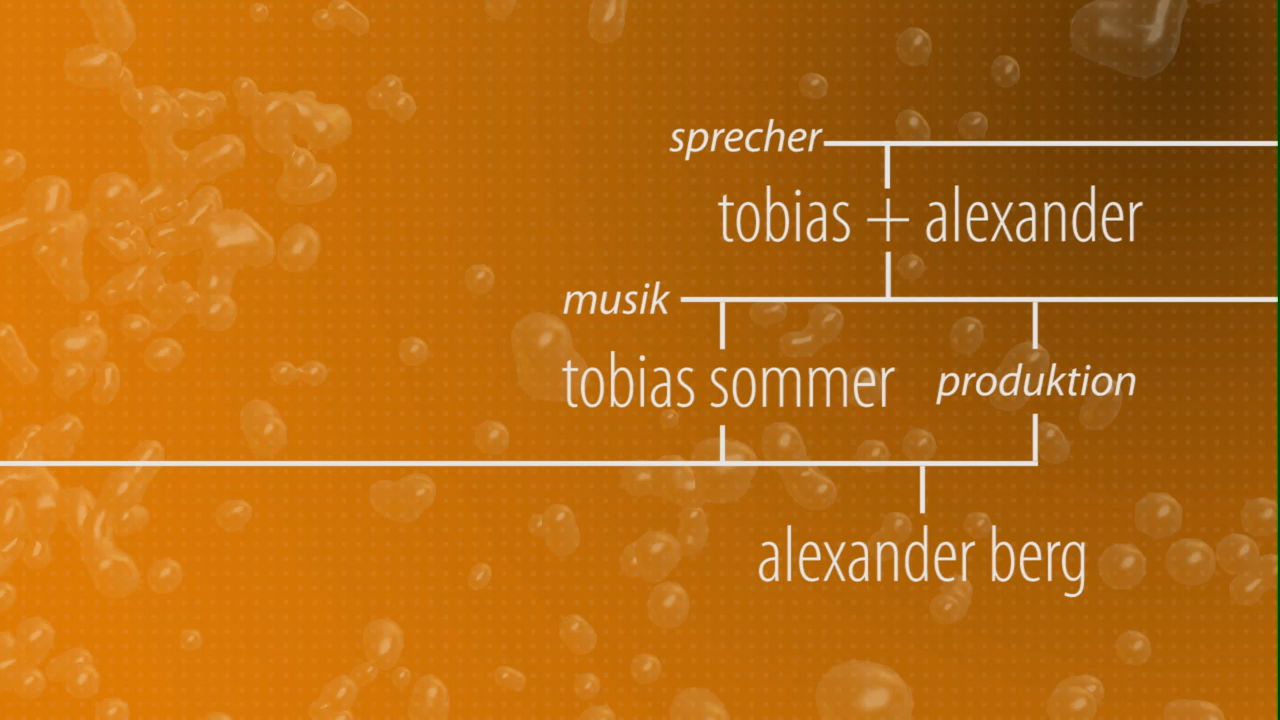 sprecher
tobias + alexander
musik
tobias sommer
produktion
alexander berg